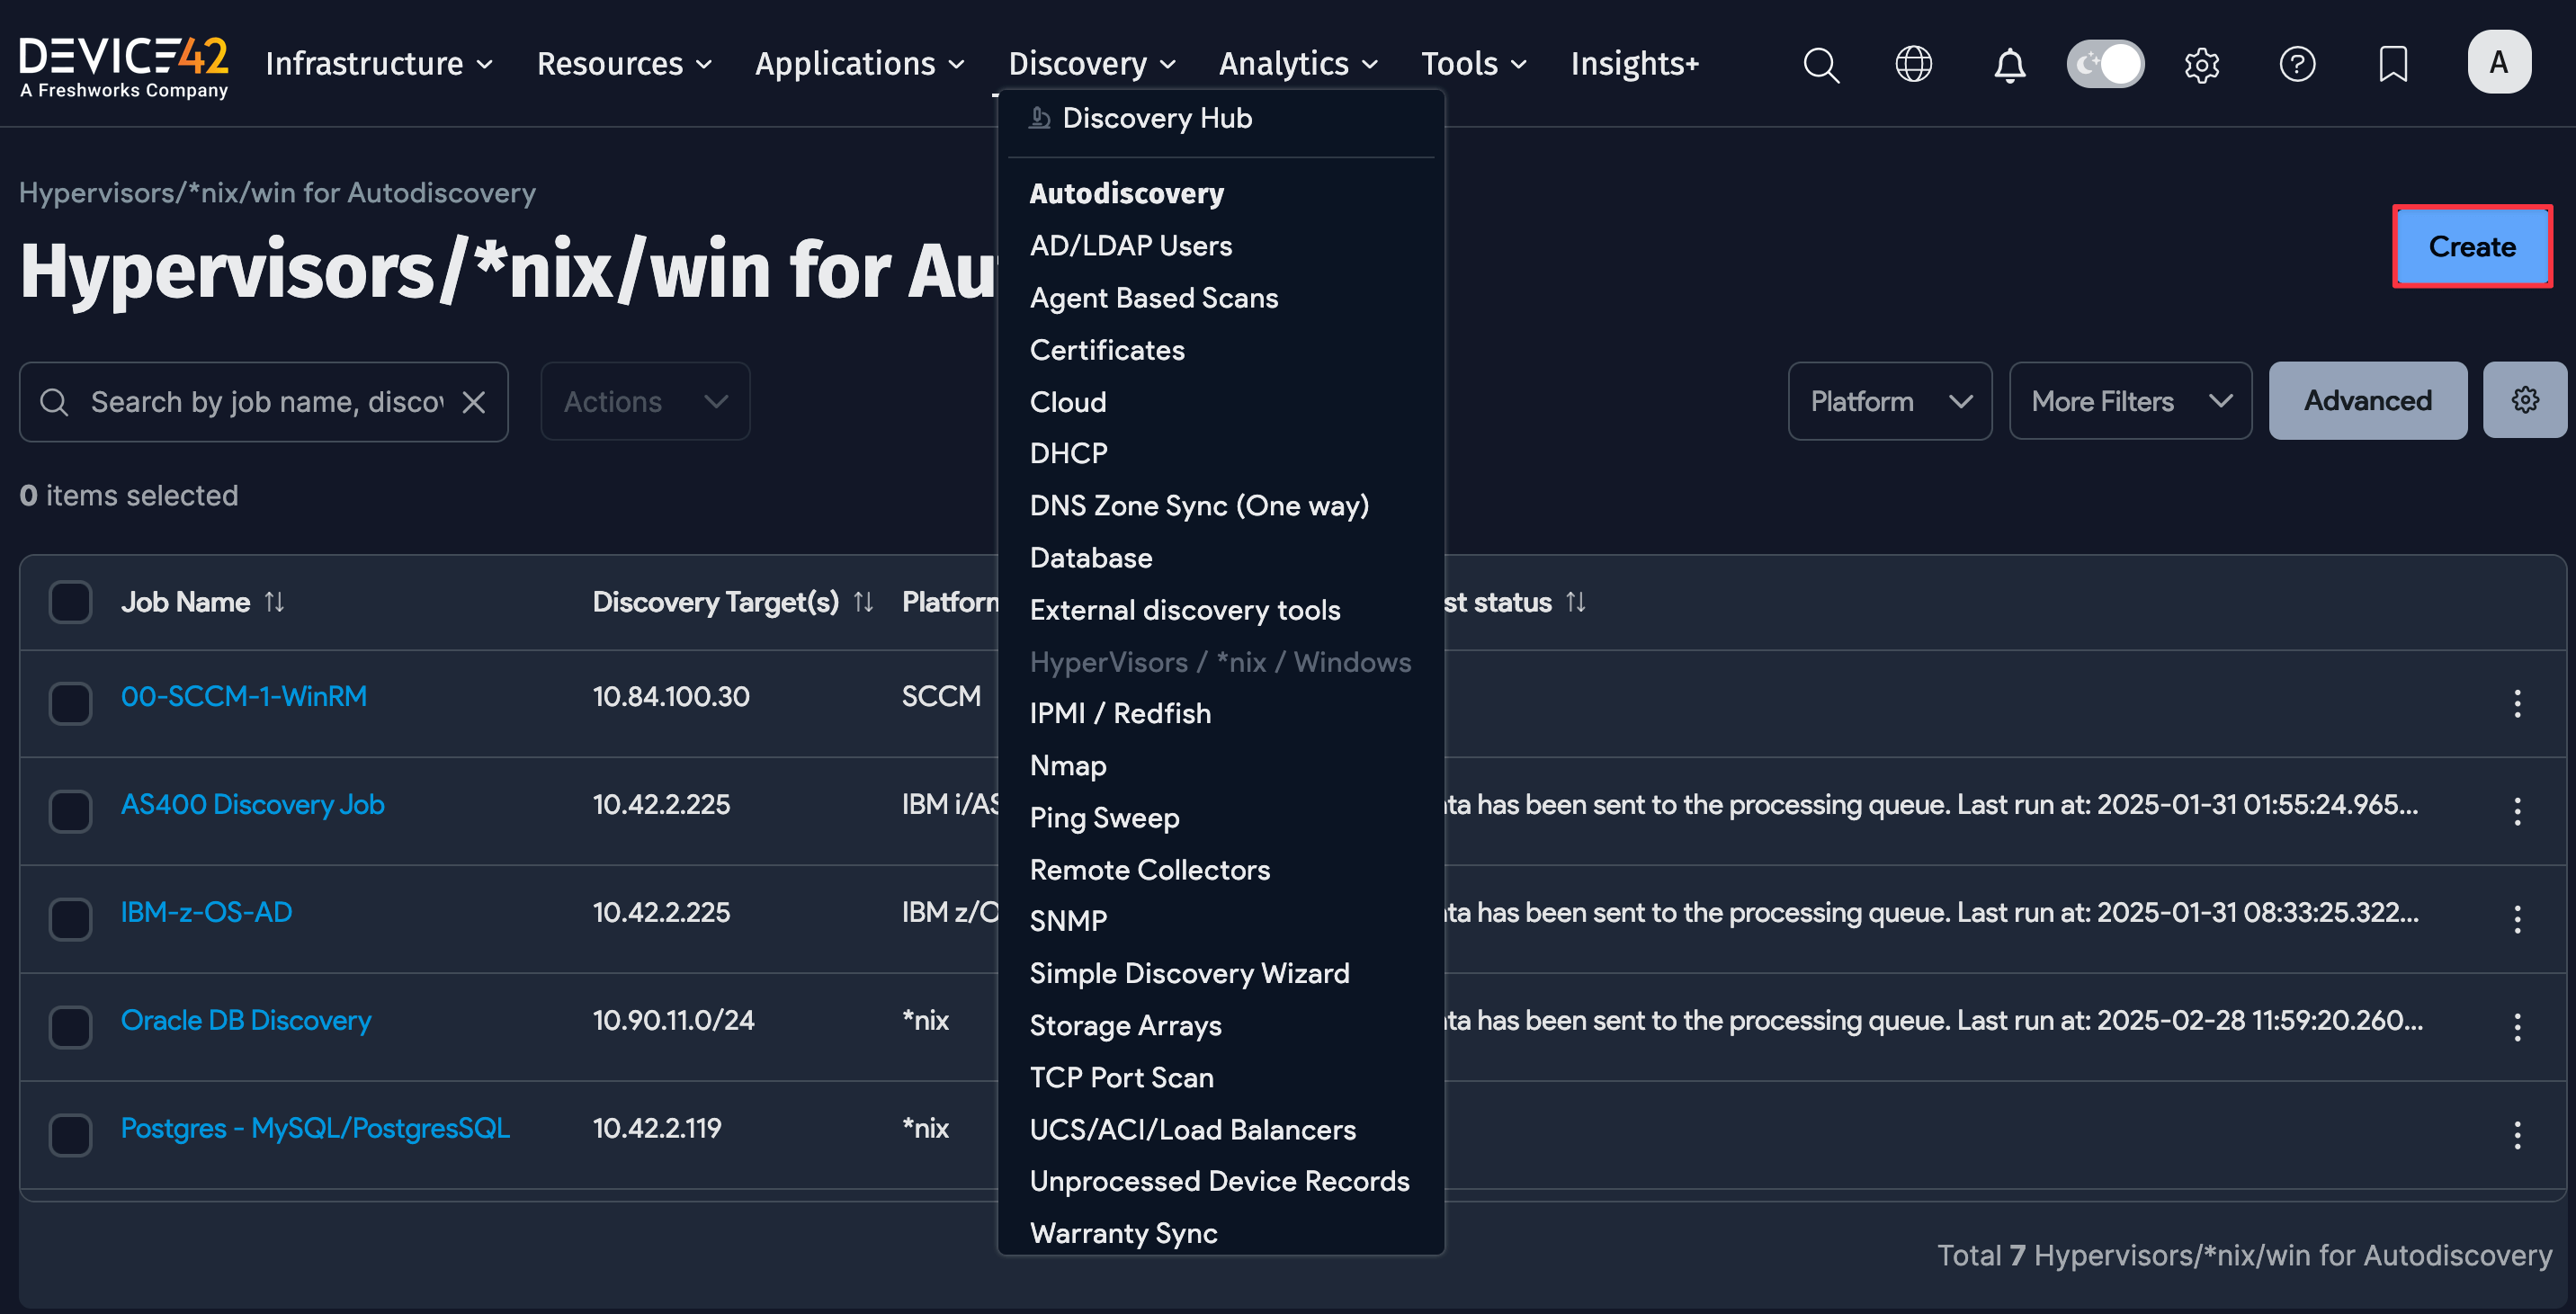 DEVICE42
A Freshworks Company
Infrastructure
Resources
Applications
Discovery
Analytics
Tools
Insights+
A
Discovery Hub
Autodiscovery
AD/LDAP Users
Agent Based Scans
Certificates
Cloud
DHCP
DNS Zone Sync (One way)
Database
External discovery tools
HyperVisors / *nix / Windows
IPMI / Redfish
Nmap
Ping Sweep
Remote Collectors
SNMP
Simple Discovery Wizard
Storage Arrays
TCP Port Scan
UCS/ACI/Load Balancers
Unprocessed Device Records
Warranty Sync
Hypervisors/*nix/win for Autodiscovery
Hypervisors/*nix/win for Au
Create
Search by job name, disco
Actions
Platform
More Filters
Advanced
0 items selected
Job Name Discovery Target(s) Platform st status
00-SCCM-1-WinRM 10.84.100.30 SCCM
AS400 Discovery Job 10.42.2.225 IBM i/AS ata has been sent to the processing queue. Last run at: 2025-01-31 01:55:24.965...
IBM-z-OS-AD 10.42.2.225 IBM z/O ata has been sent to the processing queue. Last run at: 2025-01-31 08:33:25.322...
Oracle DB Discovery 10.90.11.0/24 *nix ata has been sent to the processing queue. Last run at: 2025-02-28 11:59:20.260...
Postgres - MySQL/PostgresSQL 10.42.2.119 *nix
Total 7 Hypervisors/*nix/win for Autodiscovery